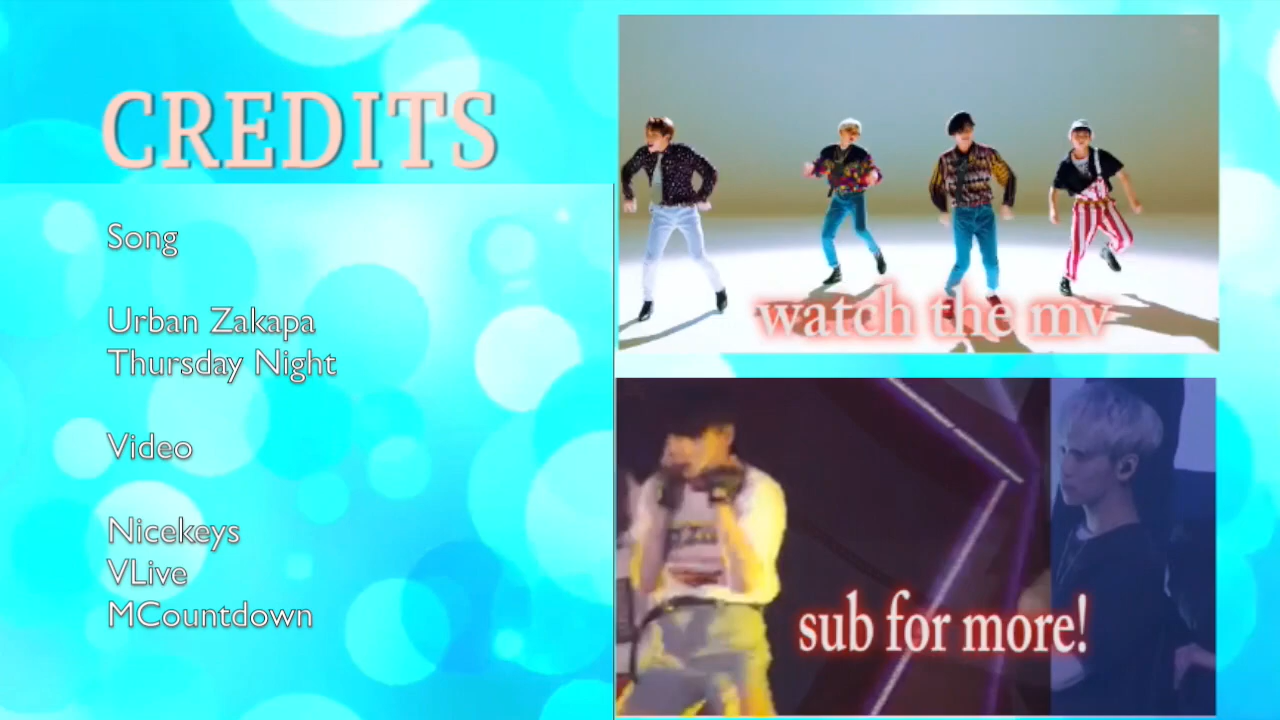 CREDITS
Song
Urban Zakapa
Thursday Night
Video
Nicekeys
VLive
MCountdown
watch the mv
sub for more!